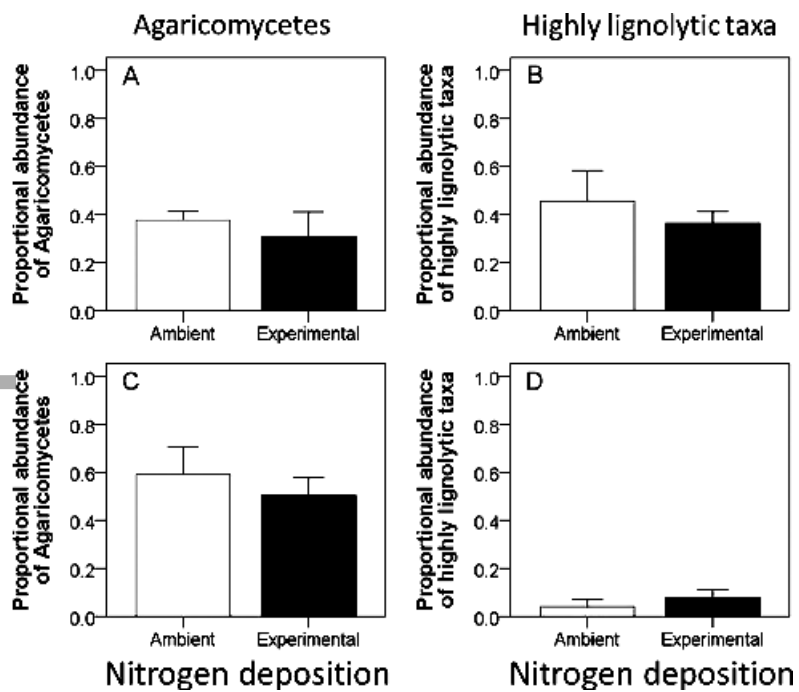 Agaricomycetes
Highly lignolytic taxa
Proportional abundance
of Agaricomycetes
1.0
0.8
0.6
0.4
0.2
0.0
A
Ambient Experimental
Proportional abundance
of highly lignolytic taxa
1.0
0.8
0.6
0.4
0.2
0.0
B
Ambient Experimental
Proportional abundance
of Agaricomycetes
1.0
0.8
0.6
0.4
0.2
0.0
C
Ambient Experimental
Nitrogen deposition
Proportional abundance
of highly lignolytic taxa
1.0
0.8
0.6
0.4
0.2
0.0
D
Ambient Experimental
Nitrogen deposition